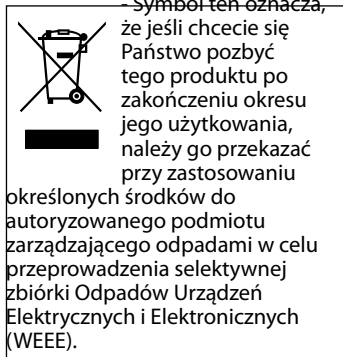 - Symbol ten oznacza,
że jeśli chcecie się
Państwo pozbyć
tego produktu po
zakończeniu okresu
jego użytkowania,
należy go przekazać
przy zastosowaniu
określonych środków do
autoryzowanego podmiotu
zarządzającego odpadami w celu
przeprowadzenia selektywnej
zbiórki Odpadów Urządzeń
Elektrycznych i Elektronicznych
(WEEE).